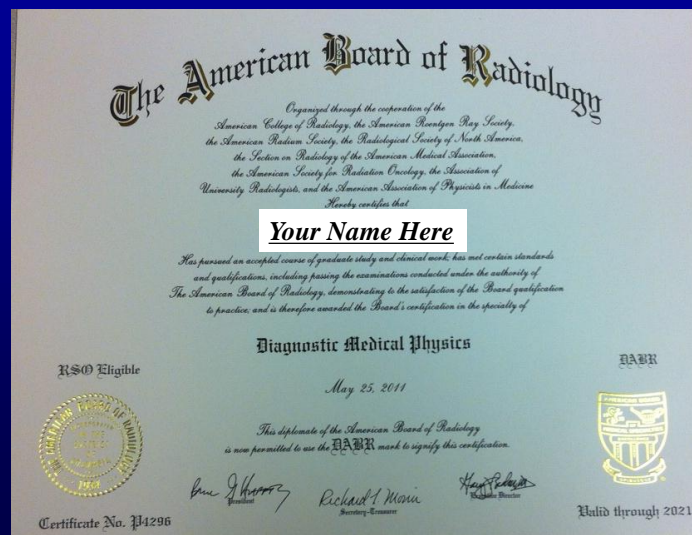 The American Board of Radiology
Organized through the cooperation of the
American College of Radiology, the American Roentgen Ray Society,
the American Radium Society, the Radiological Society of North America,
the Section on Radiology of the American Medical Association,
the American Society for Radiation Oncology, the Association of
University Radiologists, and the American Association of Physicists in Medicine
Hereby certifies that
Your Name Here
Has pursued an accepted course of graduate study and clinical work; has met certain standards
and qualifications, including passing the examinations conducted under the authority of
The American Board of Radiology, demonstrating to the satisfaction of the Board qualification
to practice; and is therefore awarded the Board's certification in the specialty of
Diagnostic Medical Physics
RSO Eligible
DABR
May 25, 2011
This diplomate of the American Board of Radiology
is now permitted to use the DABR mark to signify this certification.
President
Richard L Morin
Secretary-Treasurer
Executive Director
Certificate No. P4296
Valid through 2021